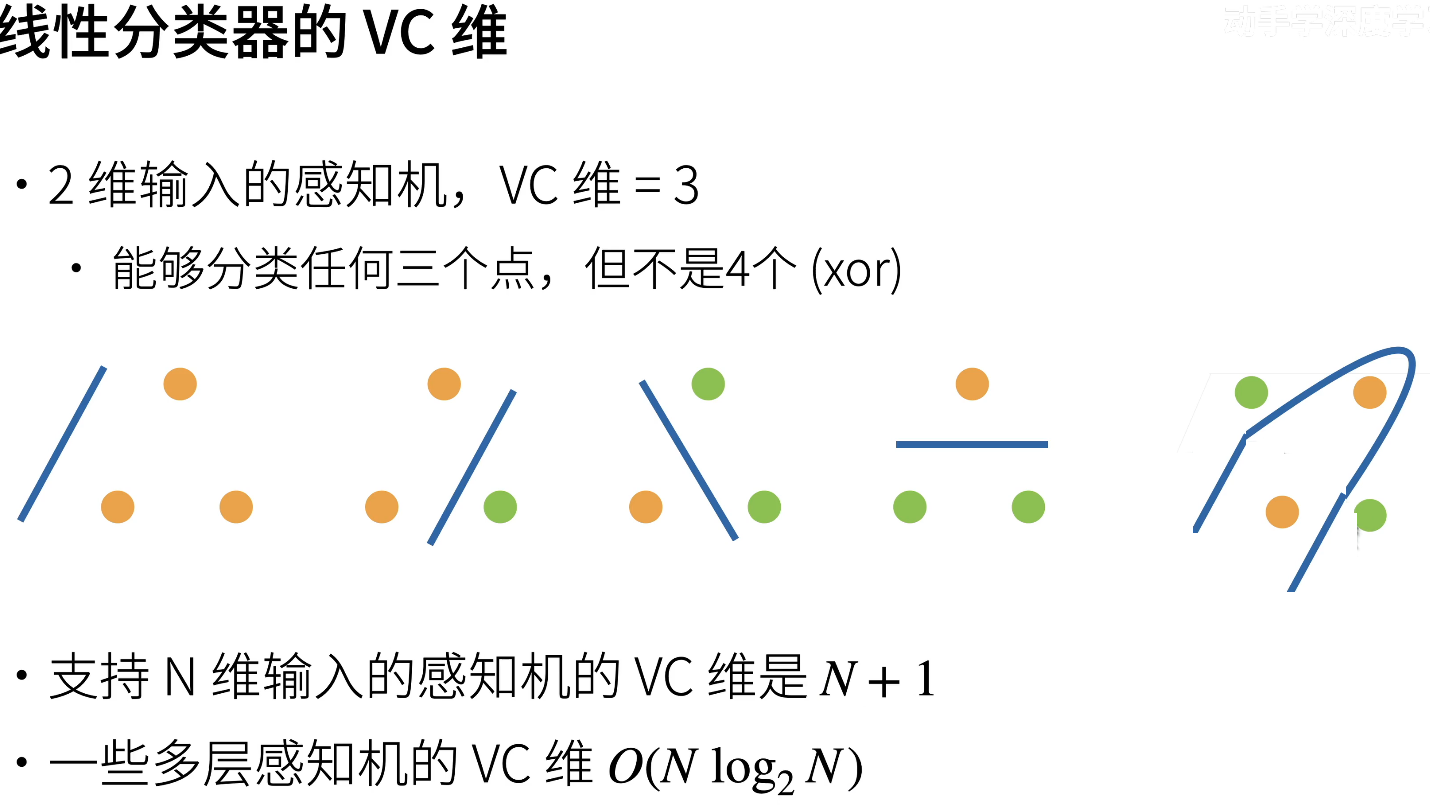 线性分类器的 VC 维
动手学深度学
• 2 维输入的感知机，VC 维 = 3
• 能够分类任何三个点，但不是4个 (xor)
• 支持 N 维输入的感知机的 VC 维是 N + 1
• 一些多层感知机的 VC 维 O(N log₂ N)